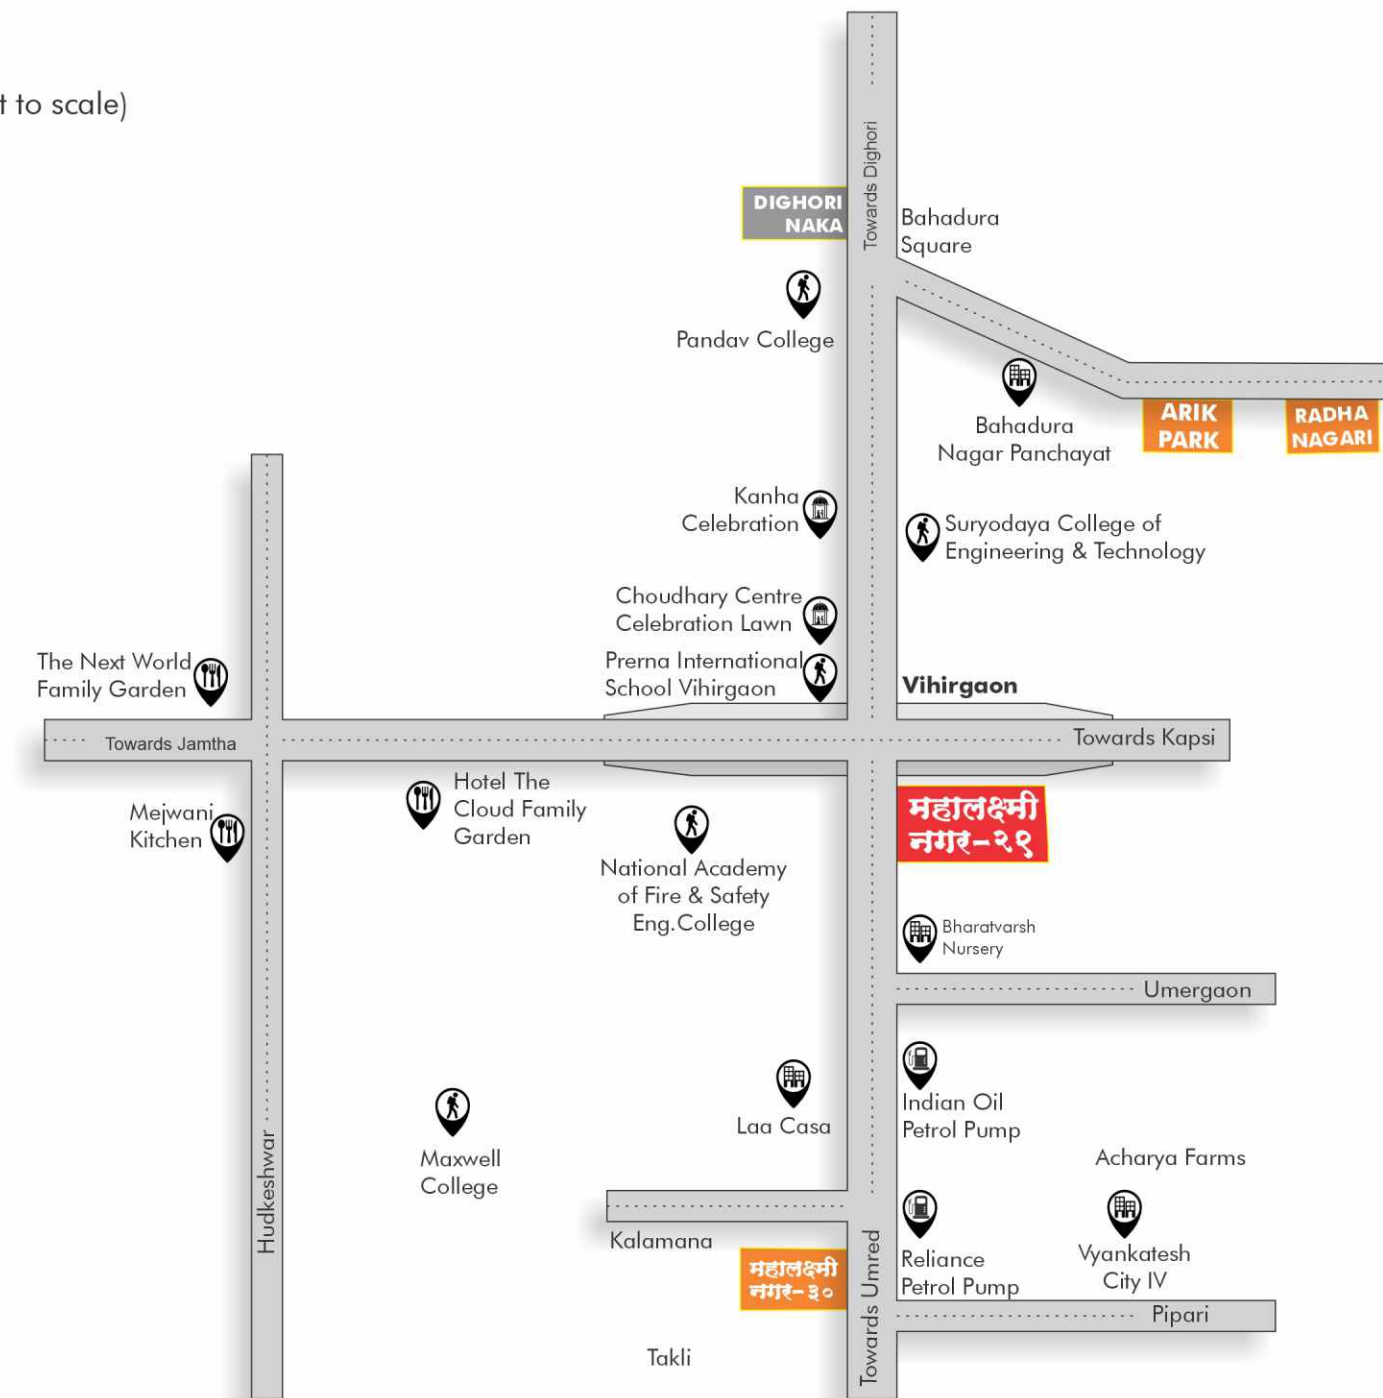 t to scale)
Towards Dighori
DIGHORI
NAKA
Bahadura
Square
Pandav College
Bahadura
Nagar Panchayat
ARIK
PARK
RADHA
NAGARI
Kanha
Celebration
Suryodaya College of
Engineering & Technology
Choudhary Centre
Celebration Lawn
The Next World
Family Garden
Prerna International
School Vihirgaon
Vihirgaon
Towards Jamtha
Towards Kapsi
Mejwani
Kitchen
Hotel The
Cloud Family
Garden
महालक्ष्मी
नगर-२९
National Academy
of Fire & Safety
Eng.College
Bharatvarsh
Nursery
Umergaon
Hudkeshwar
Maxwell
College
Laa Casa
Indian Oil
Petrol Pump
Acharya Farms
Kalamana
महालक्ष्मी
नगर-३०
Towards Umred
Reliance
Petrol Pump
Vyankatesh
City IV
Pipari
Takli